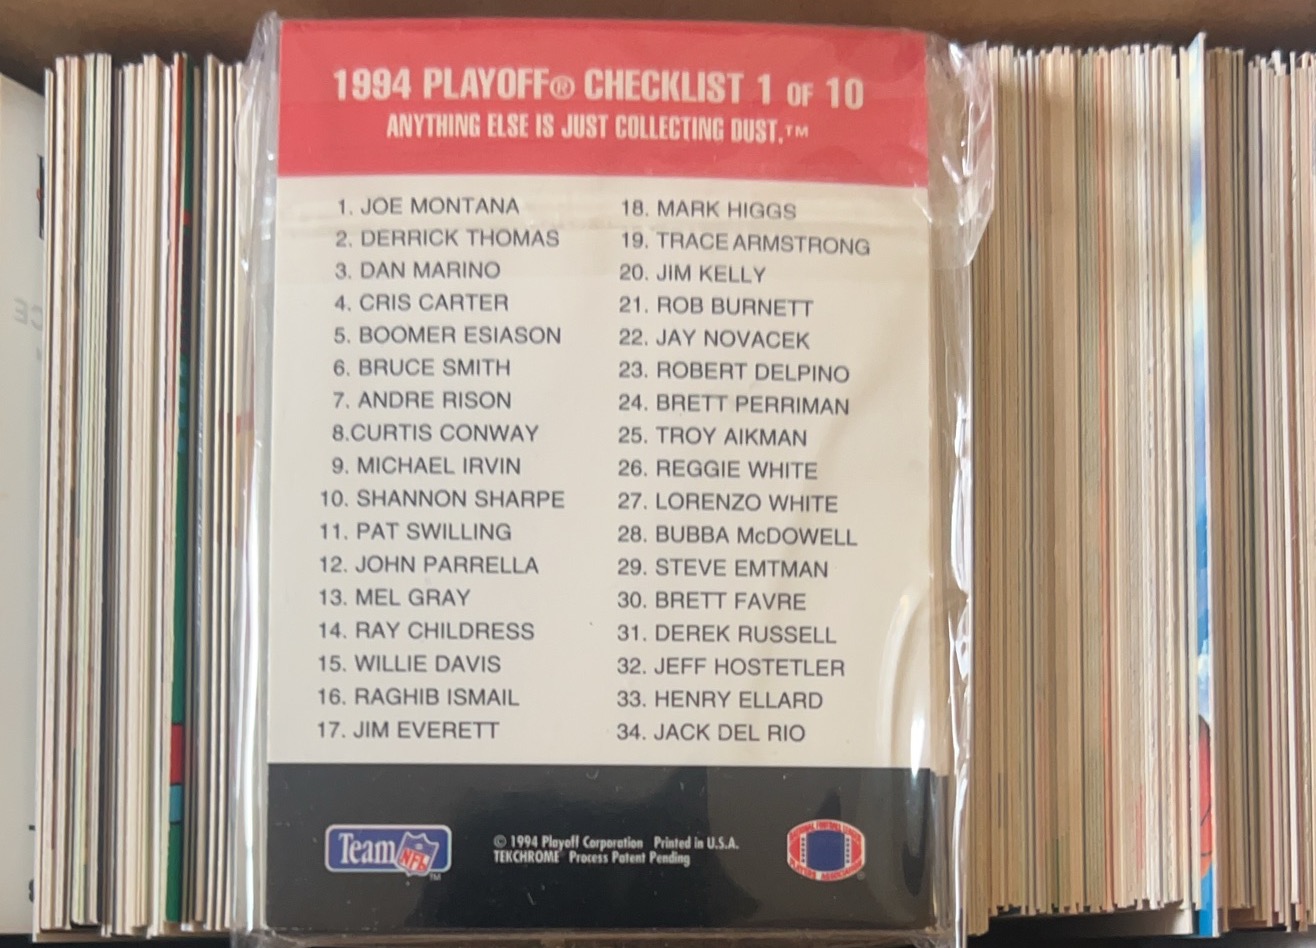 1994 PLAYOFF® CHECKLIST 1 OF 10
ANYTHING ELSE IS JUST COLLECTING DUST.™
1. JOE MONTANA
2. DERRICK THOMAS
3. DAN MARINO
4. CRIS CARTER
5. BOOMER ESIASON
6. BRUCE SMITH
7. ANDRE RISON
8.CURTIS CONWAY
9. MICHAEL IRVIN
10. SHANNON SHARPE
11. PAT SWILLING
12. JOHN PARRELLA
13. MEL GRAY
14. RAY CHILDRESS
15. WILLIE DAVIS
16. RAGHIB ISMAIL
17. JIM EVERETT
18. MARK HIGGS
19. TRACE ARMSTRONG
20. JIM KELLY
21. ROB BURNETT
22. JAY NOVACEK
23. ROBERT DELPINO
24. BRETT PERRIMAN
25. TROY AIKMAN
26. REGGIE WHITE
27. LORENZO WHITE
28. BUBBA McDOWELL
29. STEVE EMTMAN
30. BRETT FAVRE
31. DEREK RUSSELL
32. JEFF HOSTETLER
33. HENRY ELLARD
34. JACK DEL RIO
Team NFL ™
© 1994 Playoff Corporation Printed in U.S.A.
TEKCHROME Process Patent Pending
NATIONAL FOOTBALL LEAGUE
PLAYERS ASSOCIATION
®